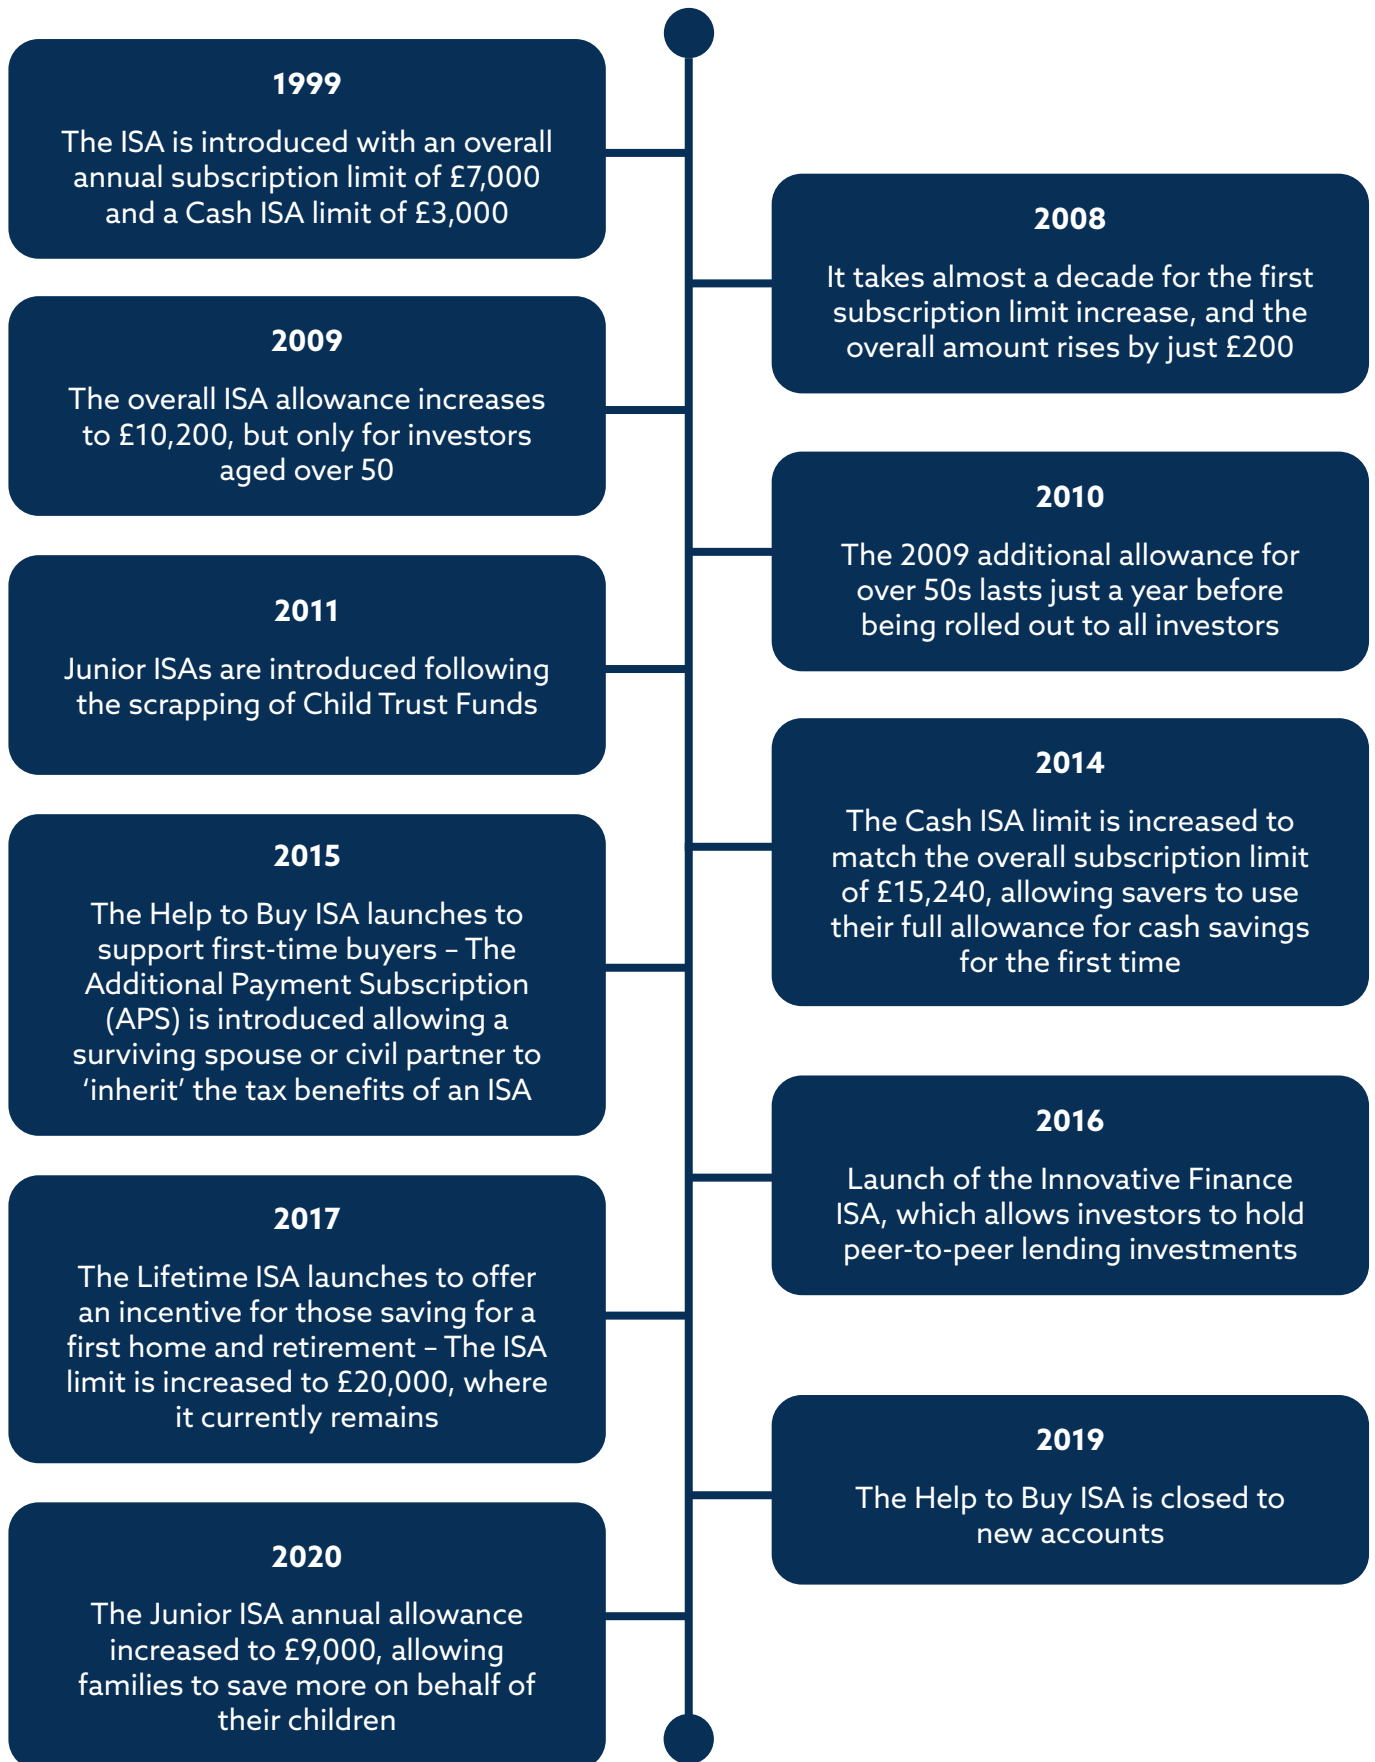 1999
The ISA is introduced with an overall
annual subscription limit of £7,000
and a Cash ISA limit of £3,000
2008
It takes almost a decade for the first
subscription limit increase, and the
overall amount rises by just £200
2009
The overall ISA allowance increases
to £10,200, but only for investors
aged over 50
2010
The 2009 additional allowance for
over 50s lasts just a year before
being rolled out to all investors
2011
Junior ISAs are introduced following
the scrapping of Child Trust Funds
2014
The Cash ISA limit is increased to
match the overall subscription limit
of £15,240, allowing savers to use
their full allowance for cash savings
for the first time
2015
The Help to Buy ISA launches to
support first-time buyers – The
Additional Payment Subscription
(APS) is introduced allowing a
surviving spouse or civil partner to
‘inherit’ the tax benefits of an ISA
2016
Launch of the Innovative Finance
ISA, which allows investors to hold
peer-to-peer lending investments
2017
The Lifetime ISA launches to offer
an incentive for those saving for a
first home and retirement – The ISA
limit is increased to £20,000, where
it currently remains
2019
The Help to Buy ISA is closed to
new accounts
2020
The Junior ISA annual allowance
increased to £9,000, allowing
families to save more on behalf of
their children